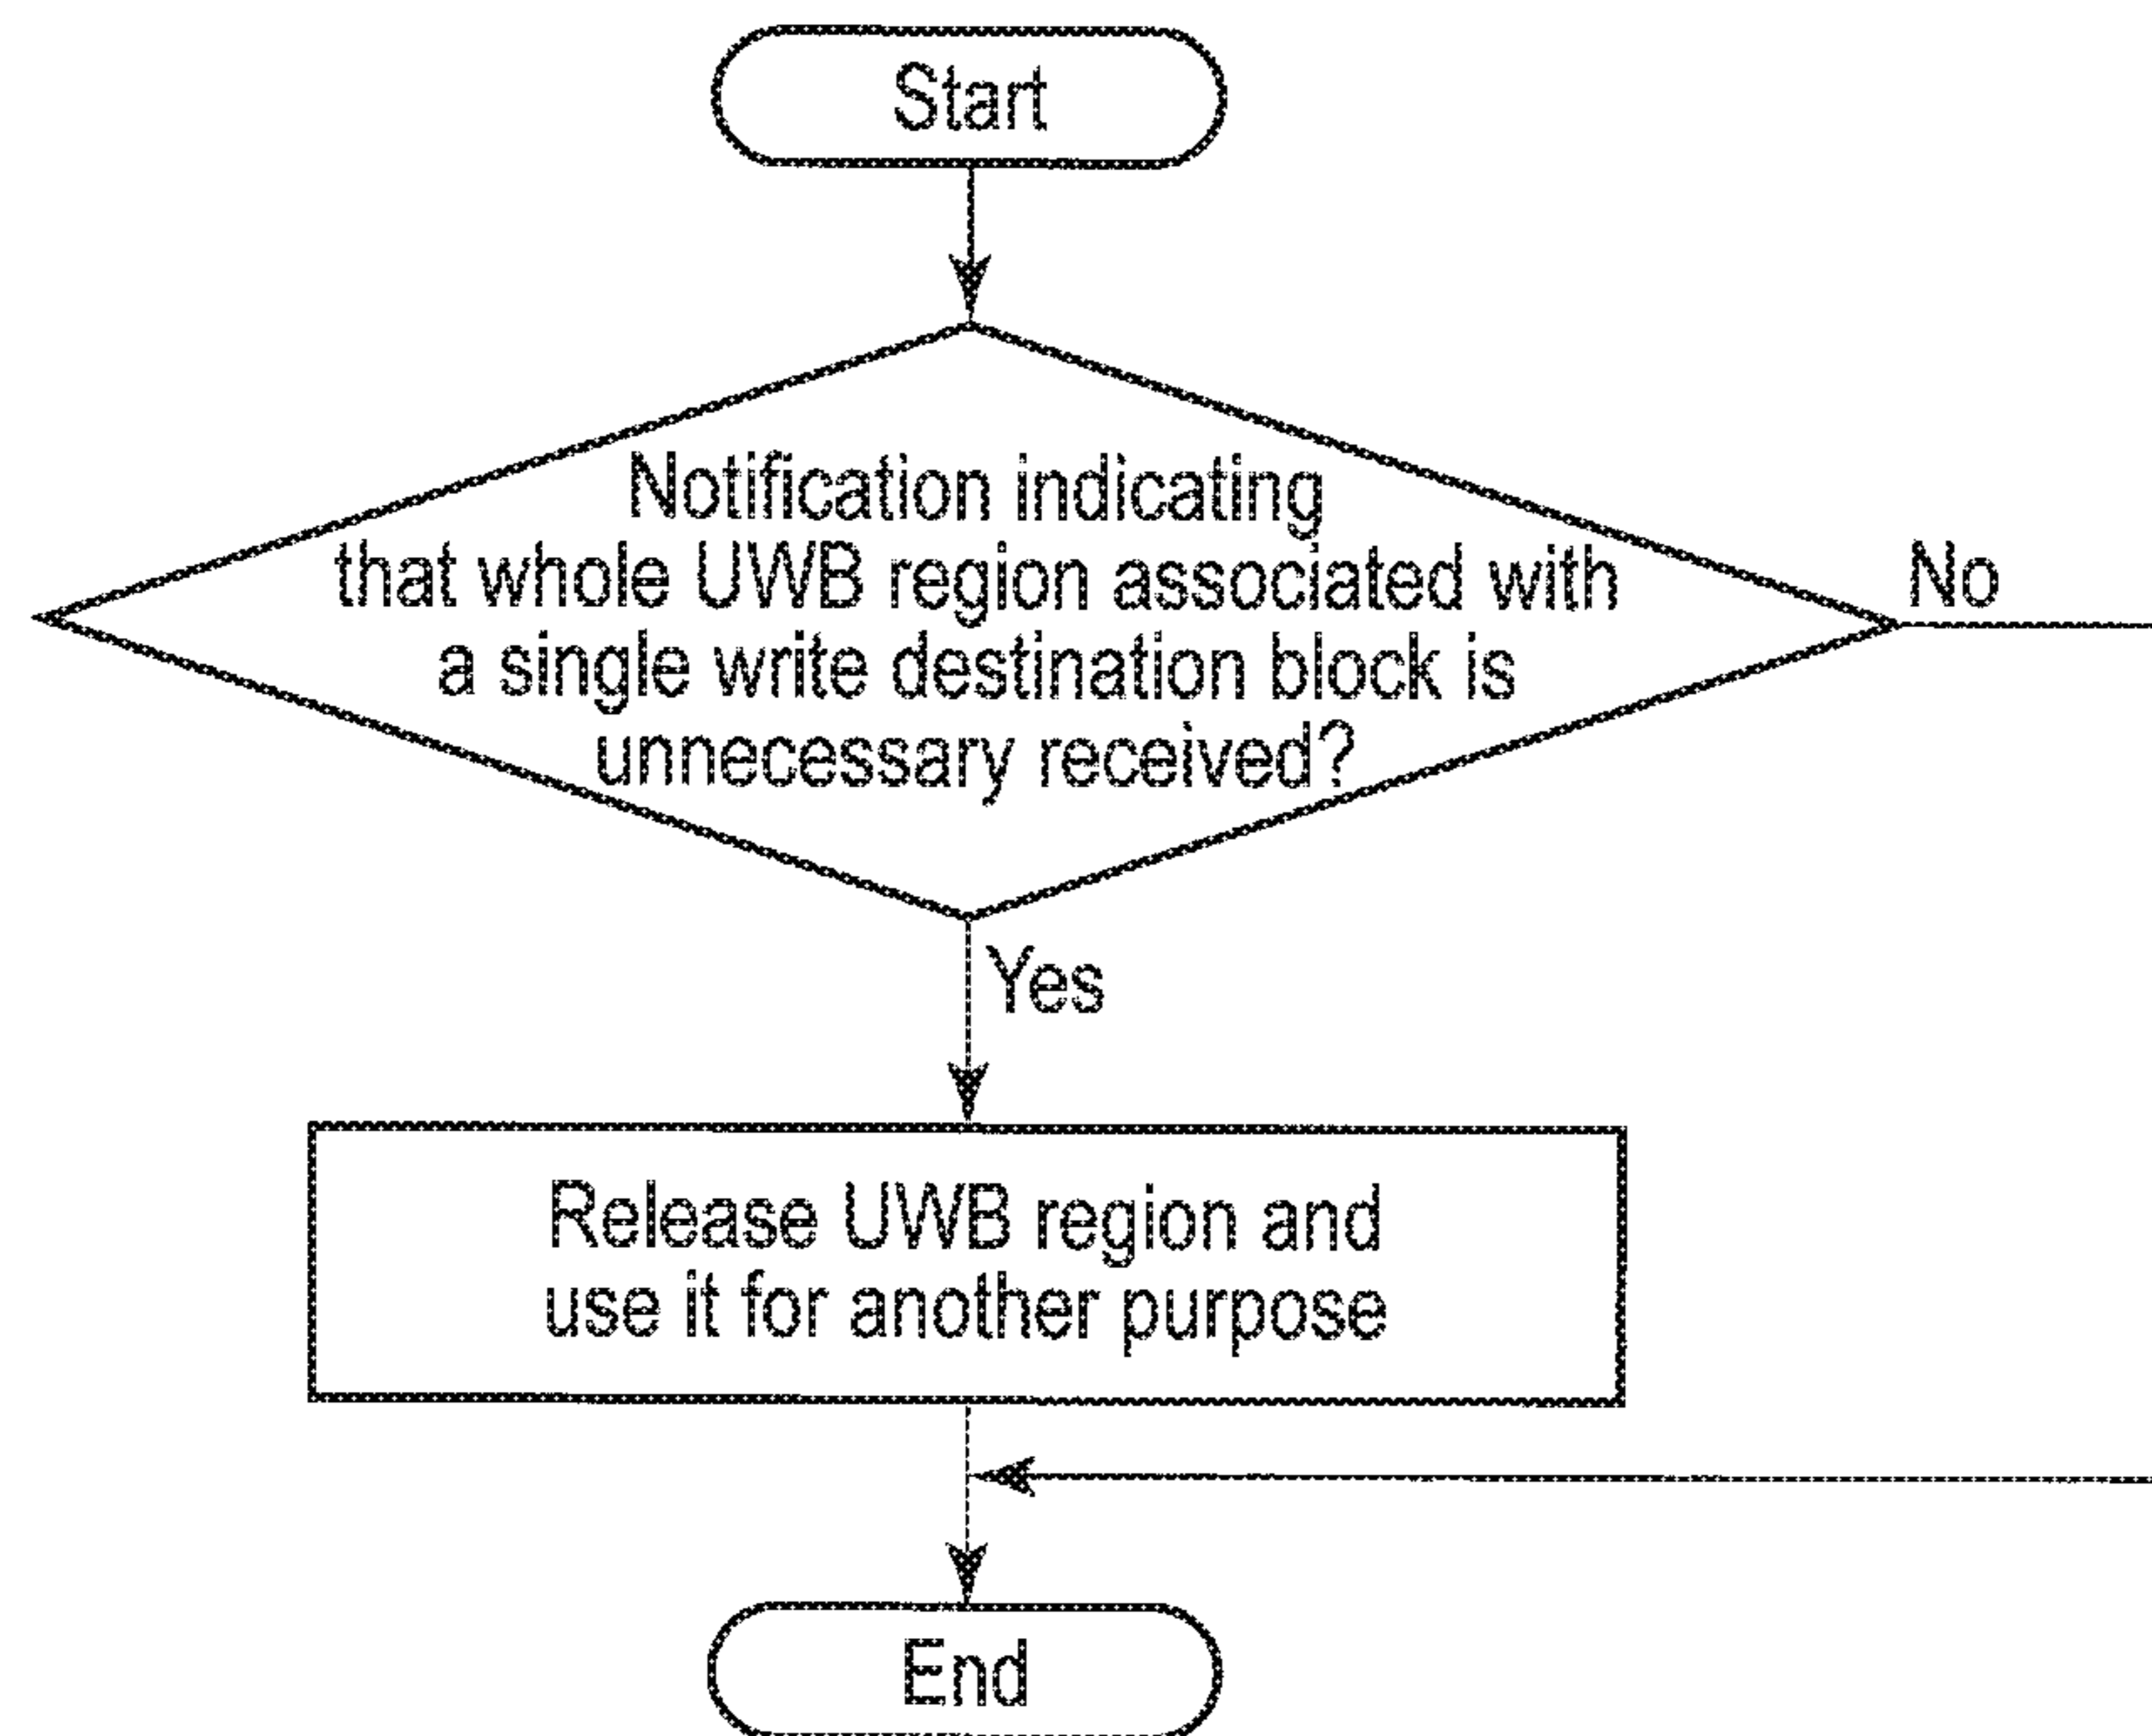 Start
Notification indicating
that whole UWB region associated with
a single write destination block is
unnecessary received?
No
Yes
Release UWB region and
use it for another purpose
End